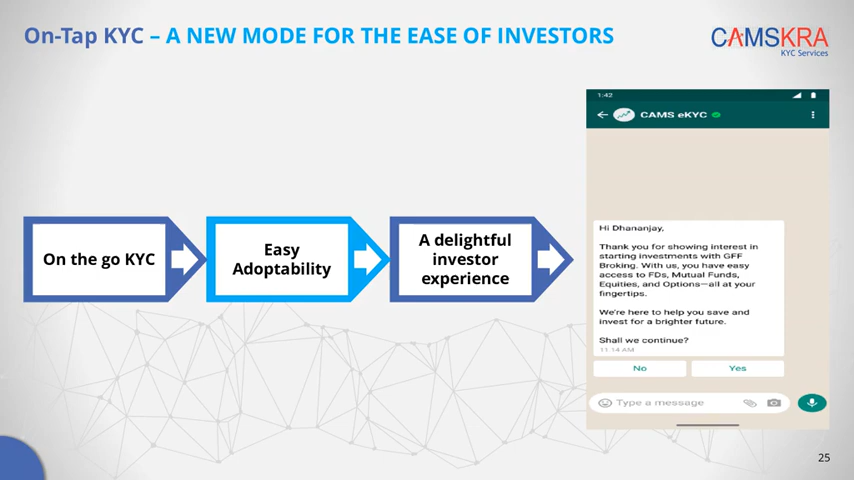 On-Tap KYC – A NEW MODE FOR THE EASE OF INVESTORS
CAMSKRA
KYC Services
On the go KYC
Easy
Adoptability
A delightful
investor
experience
1:42
CAMS eKYC
Hi Dhananjay,
Thank you for showing interest in
starting investments with GFF
Broking. With us, you have easy
access to FDs, Mutual Funds,
Equities, and Options—all at your
fingertips.
We're here to help you save and
invest for a brighter future.
Shall we continue?
11:14 AM
No
Yes
Type a message
25